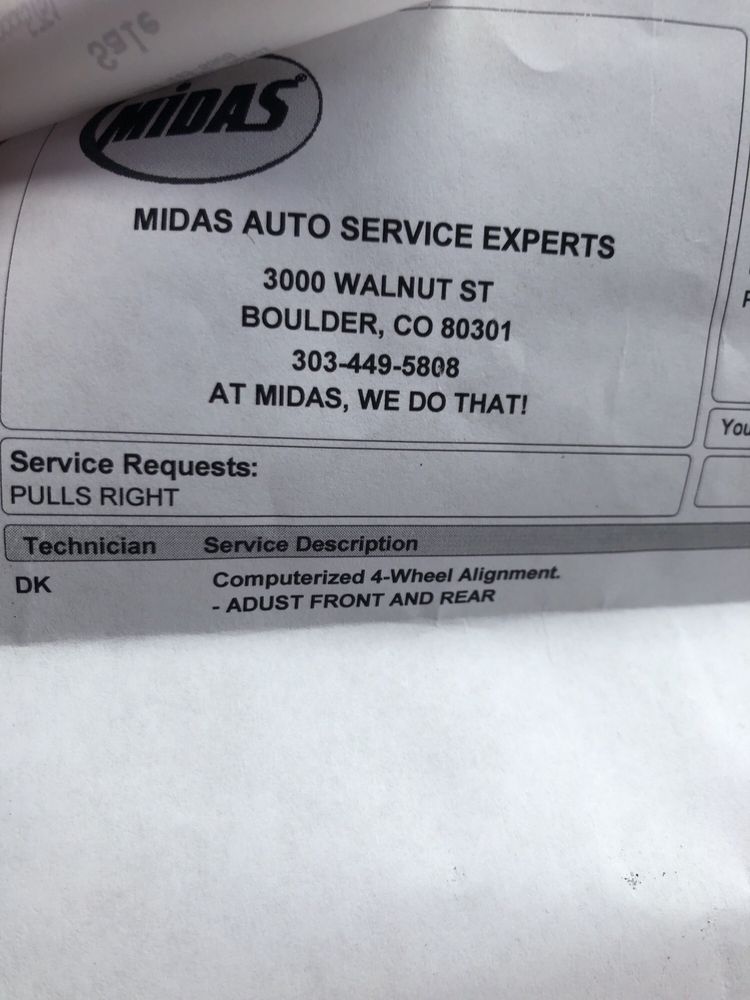 Sale
MIDAS®
MIDAS AUTO SERVICE EXPERTS
3000 WALNUT ST
BOULDER, CO 80301
303-449-5808
AT MIDAS, WE DO THAT!
You
Service Requests:
PULLS RIGHT
Technician Service Description
DK Computerized 4-Wheel Alignment.
- ADUST FRONT AND REAR